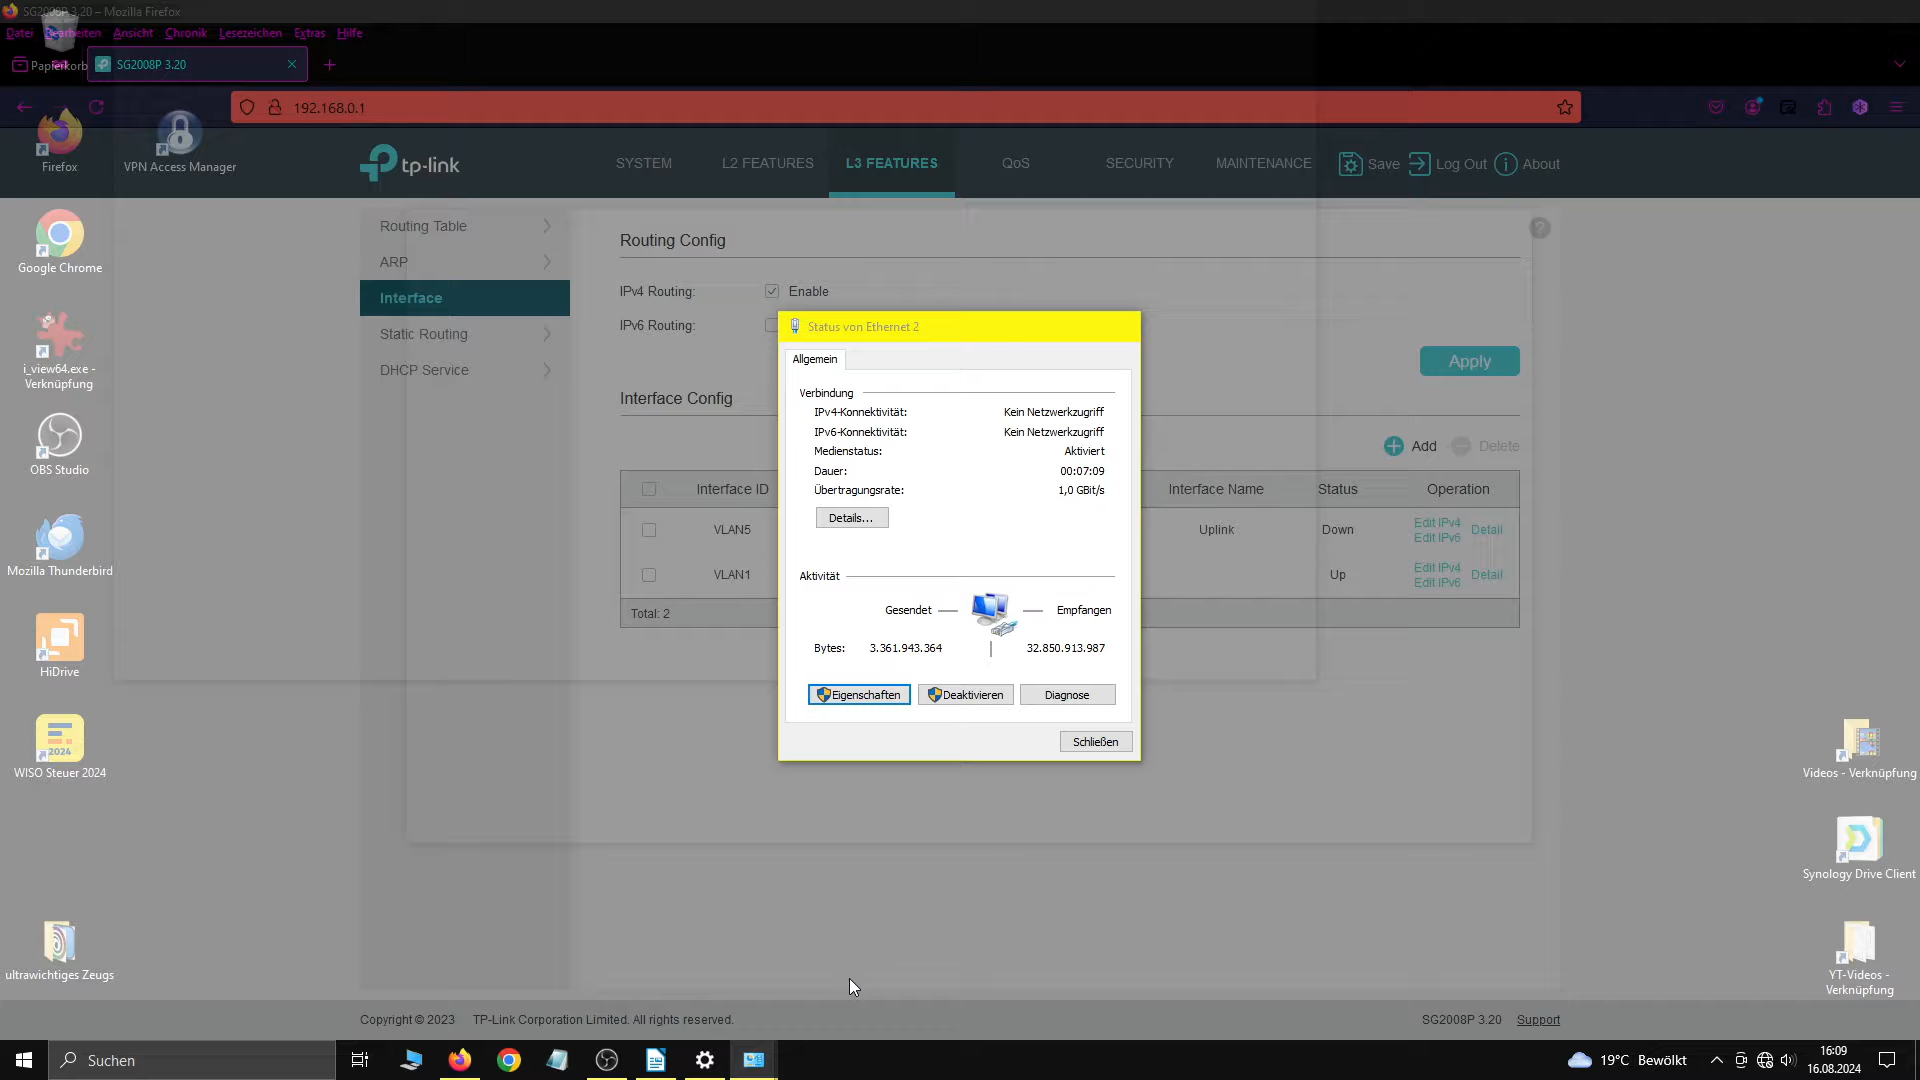 SG2008P 3.20 – Mozilla Firefox
Datei Bearbeiten Ansicht Chronik Lesezeichen Extras Hilfe
Papierkorb
SG2008P 3.20
192.168.0.1
Firefox
VPN Access Manager
tp-link
SYSTEM L2 FEATURES L3 FEATURES QoS SECURITY MAINTENANCE Save Log Out About
Routing Table
ARP
Interface
Static Routing
DHCP Service
Routing Config
IPv4 Routing: Enable
IPv6 Routing:
Apply
Interface Config
Add Delete
Interface ID Interface Name Status Operation
VLAN5 Uplink Down Edit IPv4 Edit IPv6 Detail
VLAN1 Up Edit IPv4 Edit IPv6 Detail
Total: 2
Status von Ethernet 2
Allgemein
Verbindung
IPv4-Konnektivität: Kein Netzwerkzugriff
IPv6-Konnektivität: Kein Netzwerkzugriff
Medienstatus: Aktiviert
Dauer: 00:07:09
Übertragungsrate: 1,0 GBit/s
Details...
Aktivität
Gesendet Empfangen
Bytes: 3.361.943.364 32.850.913.987
Eigenschaften Deaktivieren Diagnose
Schließen
Google Chrome
i_view64.exe -
Verknüpfung
OBS Studio
Mozilla Thunderbird
HiDrive
2024
WISO Steuer 2024
ultrawichtiges Zeugs
Videos - Verknüpfung
Synology Drive Client
YT-Videos -
Verknüpfung
Copyright © 2023 TP-Link Corporation Limited. All rights reserved. SG2008P 3.20 Support
Suchen
19°C Bewölkt
16:09
16.08.2024